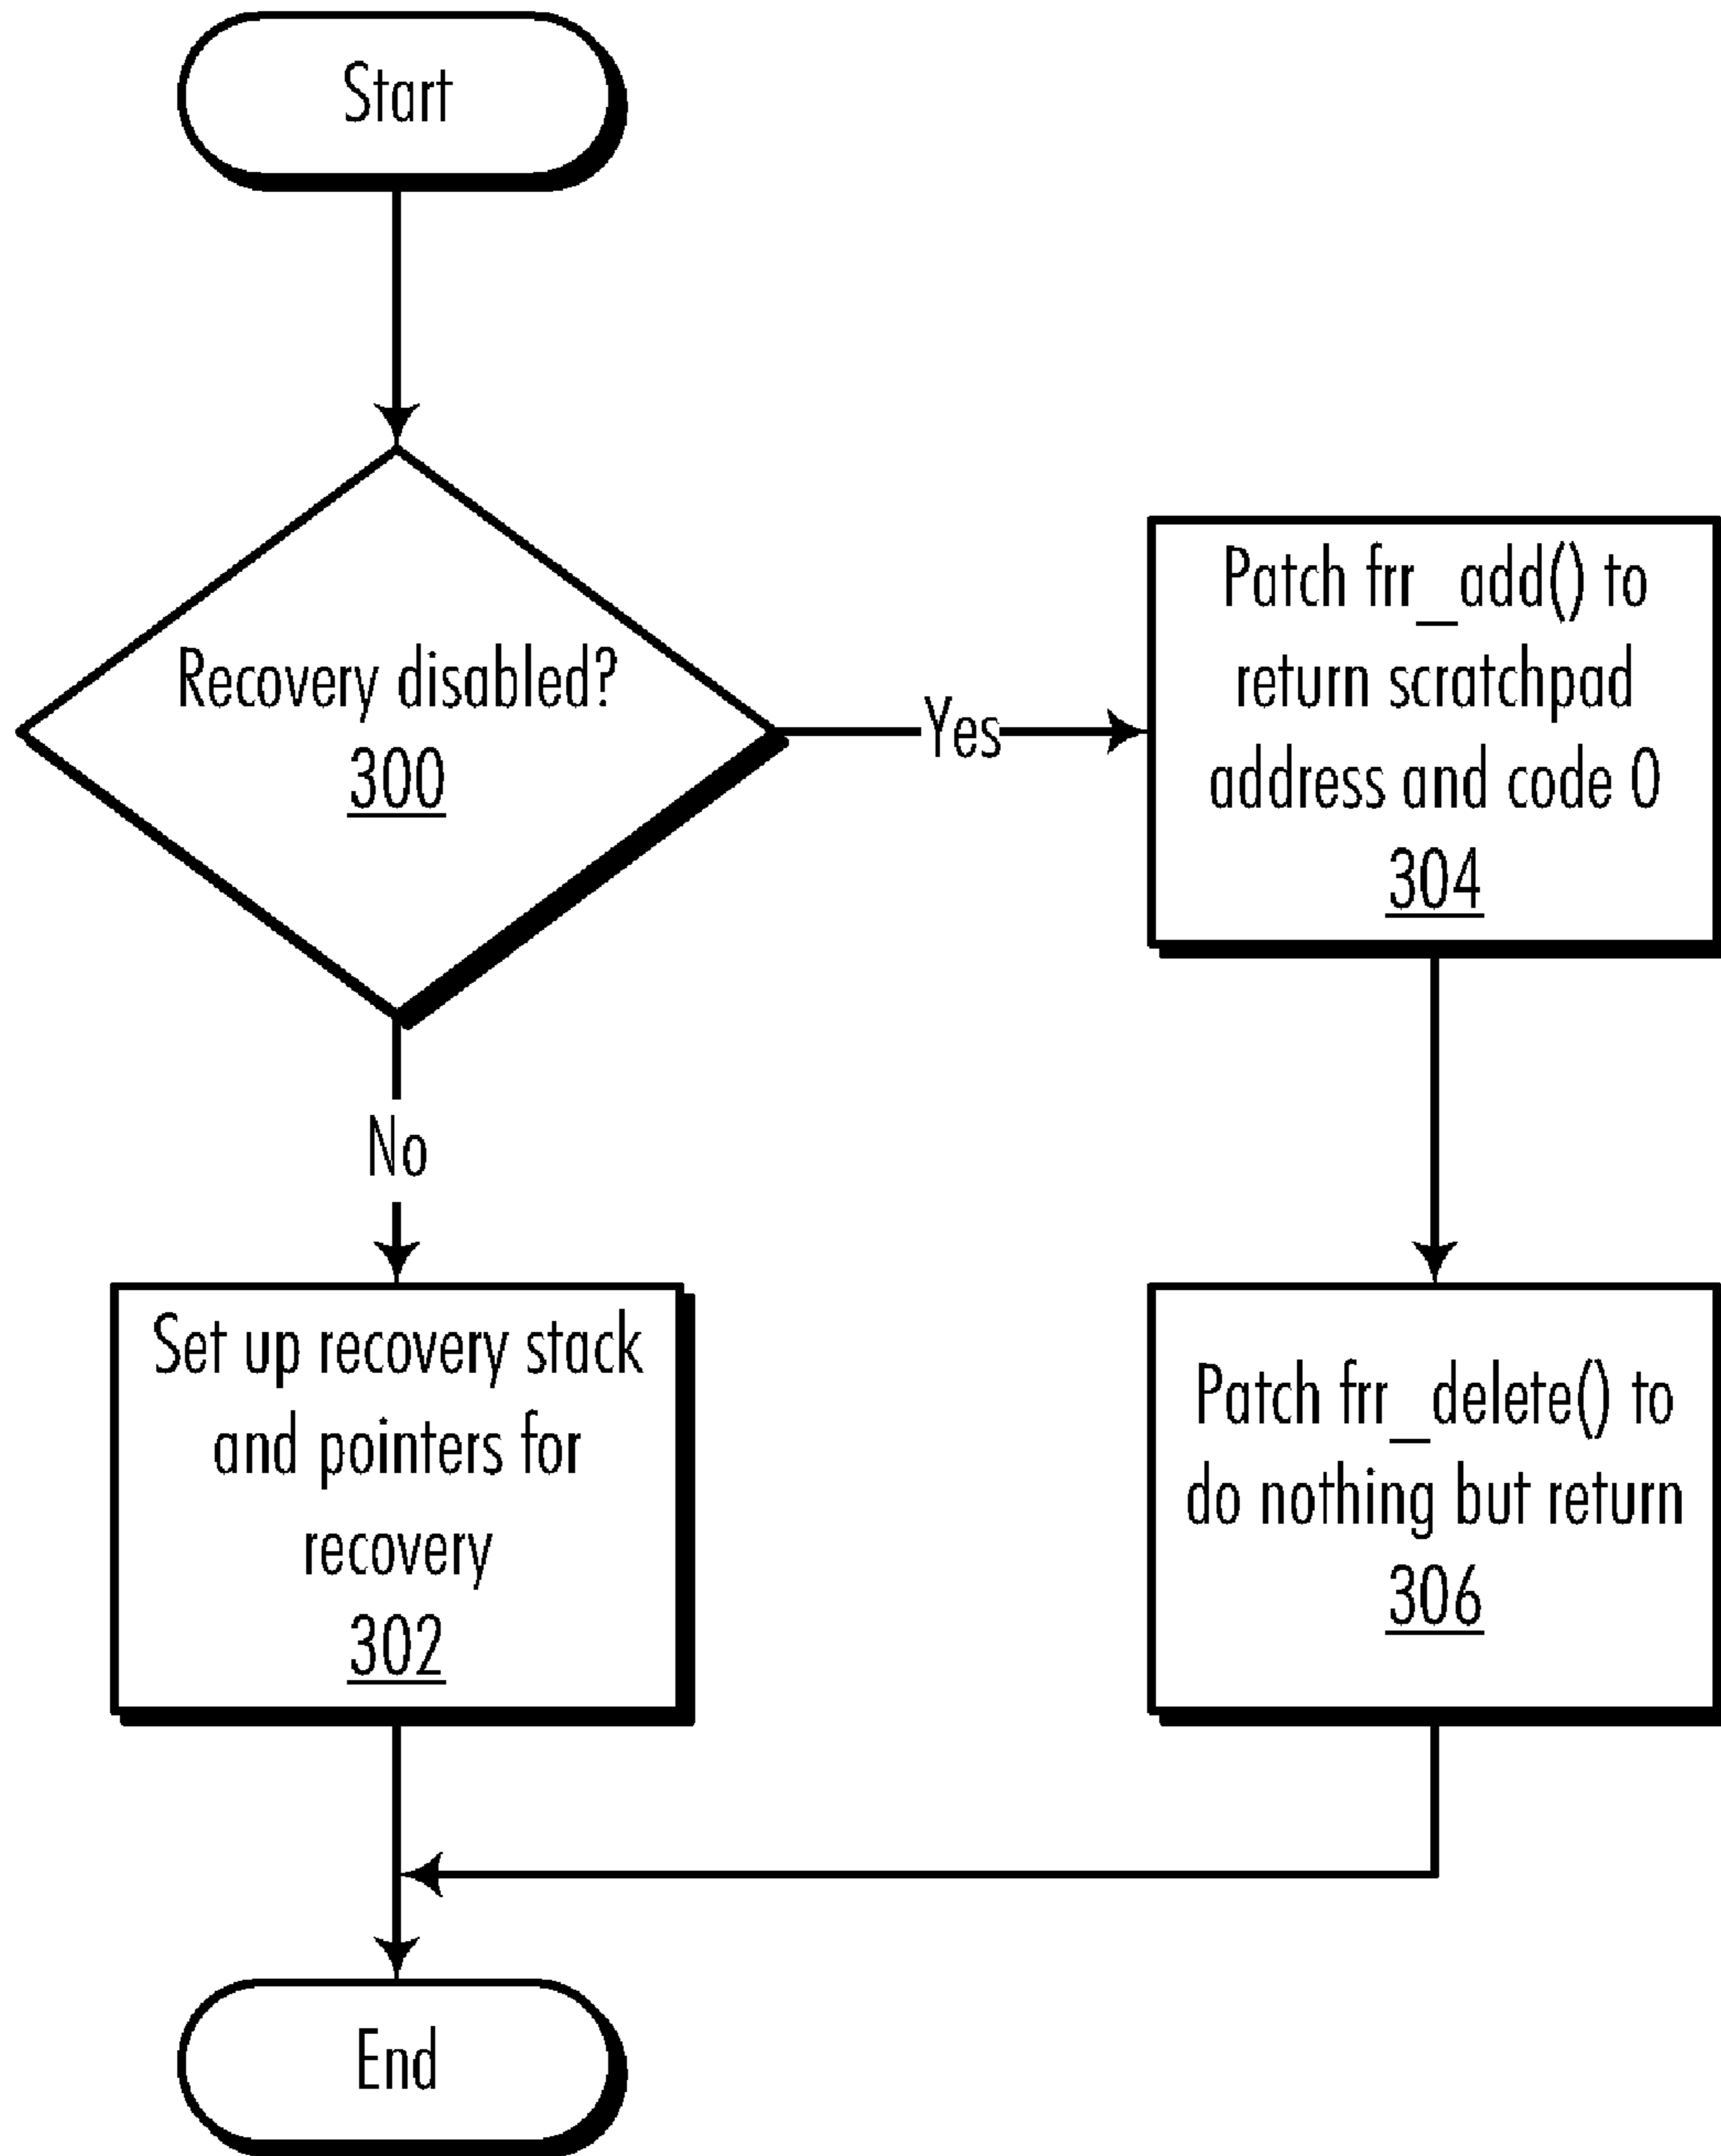 Start
Recovery disabled?
300
Yes
Patch frr_add() to
return scratchpad
address and code 0
304
No
Set up recovery stack
and pointers for
recovery
302
Patch frr_delete() to
do nothing but return
306
End